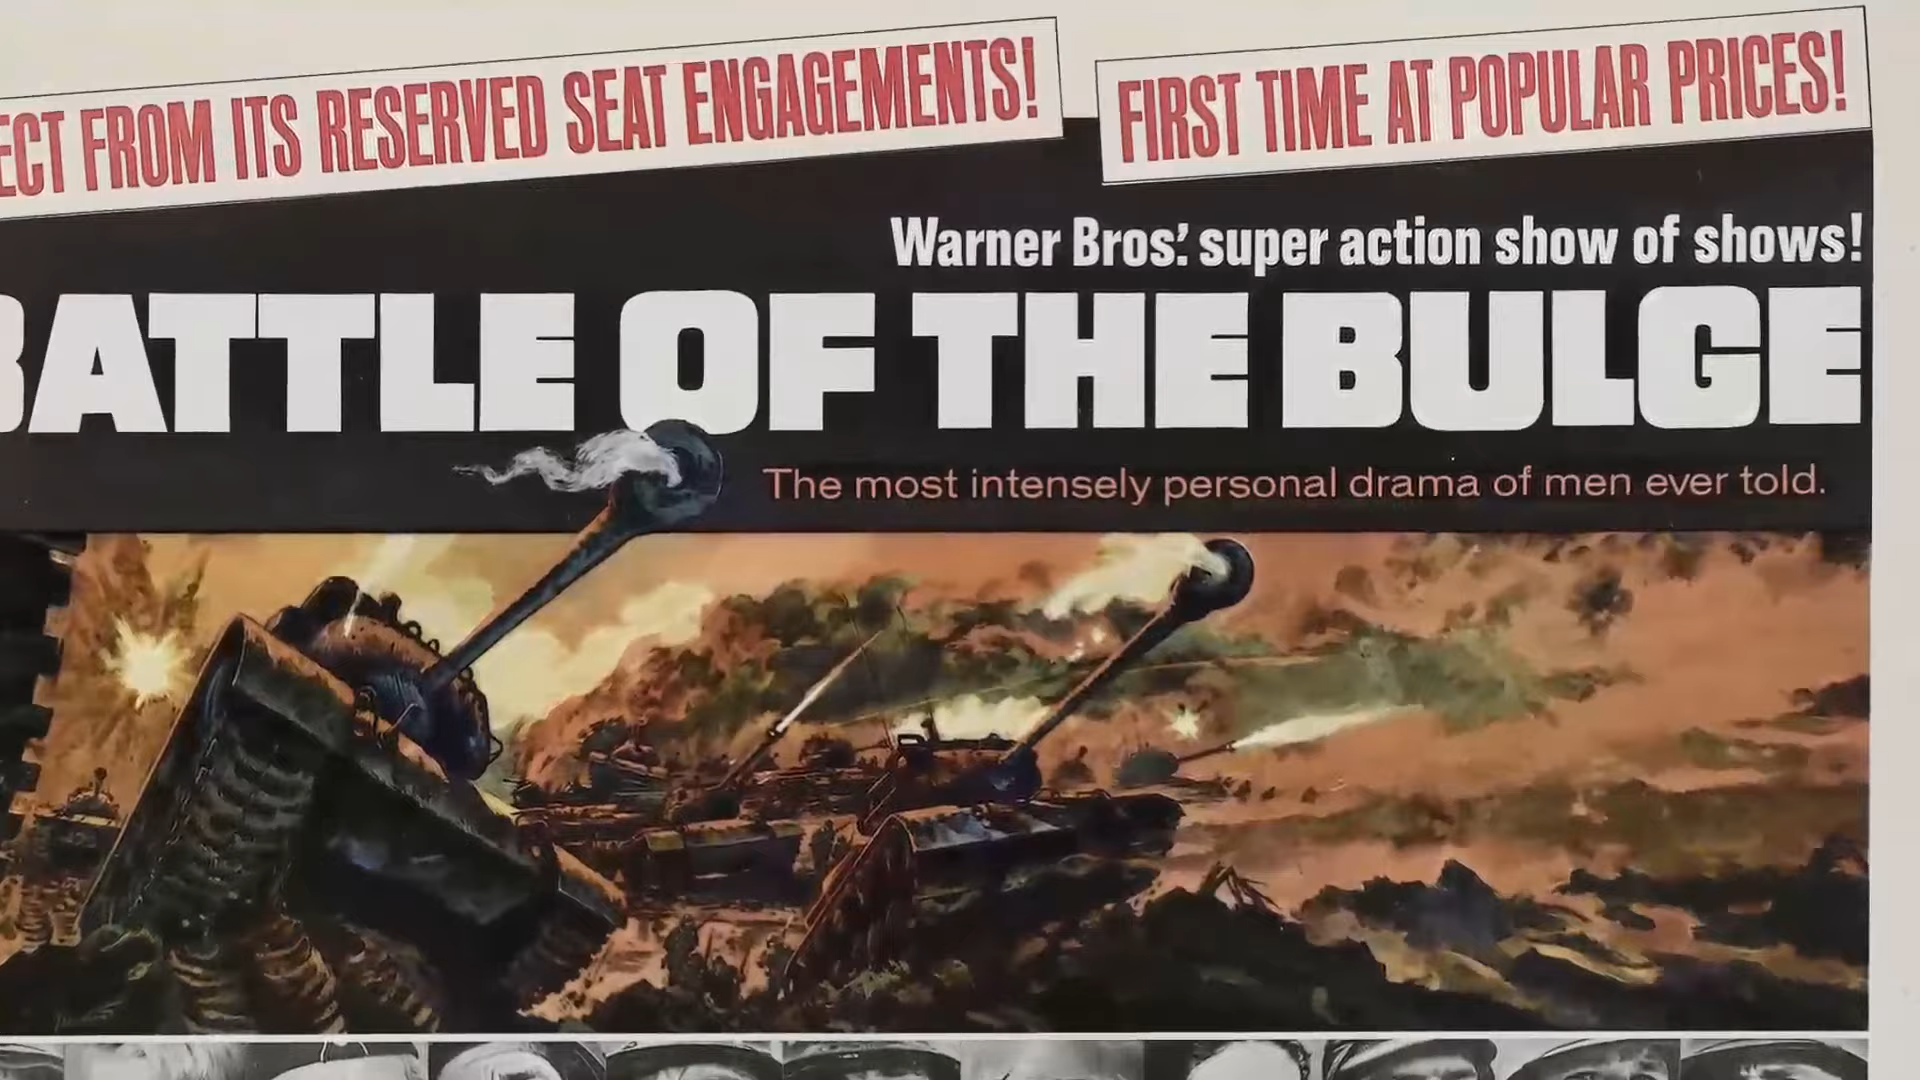 ECT FROM ITS RESERVED SEAT ENGAGEMENTS!
FIRST TIME AT POPULAR PRICES!
Warner Bros.' super action show of shows!
BATTLE OF THE BULGE
The most intensely personal drama of men ever told.